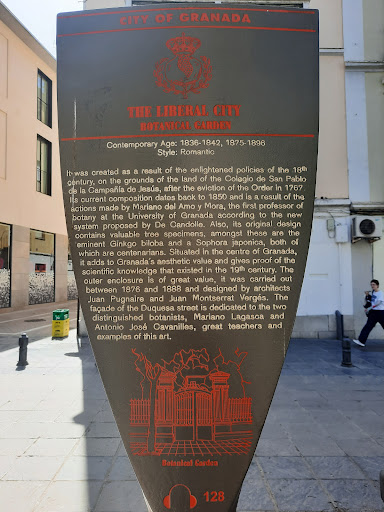 CITY OF GRANADA
THE LIBERAL CITY
BOTANICAL GARDEN
Contemporary Age: 1836-1842, 1875-1896
Style: Romantic
It was created as a result of the enlightened policies of the 18th
century, on the grounds of the land of the Colagio de San Pablo
de la Campañia de Jesús, after the eviction of the Order in 1767.
Its current composition dates back to 1850 and is a result of the
actions made by Mariano del Amo y Mora, the first professor of
botany at the University of Granada according to the new
system proposed by De Candolle. Also, its original design
contains valuable tree specimens, amongst these are the
eminent Ginkgo biloba and a Sophora japonica, both of
which are centenarians. Situated in the centre of Granada,
it adds to Granada's aesthetic value and gives proof of the
scientific knowledge that existed in the 19th century. The
outer enclosure is of great value, it was carried out
between 1976 and 1888 and designed by architects
Juan Pugnaire and Juan Montserrat Vergés. The
façade of the Duquesa street is dedicated to the two
distinguished botanists, Mariano Lagasca and
Antonio José Cavanilles, great teachers and
examples of this art.
Botanical Garden
128